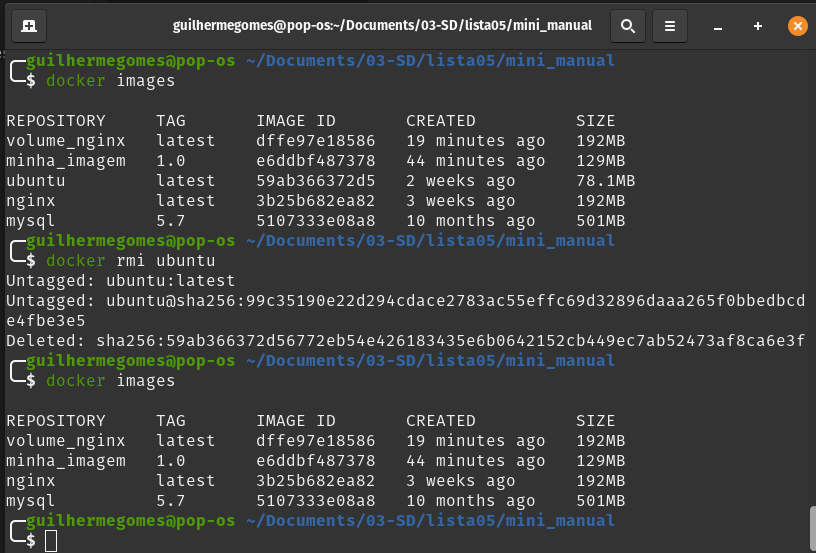 guilhermegomes@pop-os:~/Documents/03-SD/lista05/mini_manual
guilhermegomes@pop-os ~/Documents/03-SD/lista05/mini_manual
$ docker images
REPOSITORY TAG IMAGE ID CREATED SIZE
volume_nginx latest dffe97e18586 19 minutes ago 192MB
minha_imagem 1.0 e6ddbf487378 44 minutes ago 129MB
ubuntu latest 59ab366372d5 2 weeks ago 78.1MB
nginx latest 3b25b682ea82 3 weeks ago 192MB
mysql 5.7 5107333e08a8 10 months ago 501MB
guilhermegomes@pop-os ~/Documents/03-SD/lista05/mini_manual
$ docker rmi ubuntu
Untagged: ubuntu:latest
Untagged: ubuntu@sha256:99c35190e22d294cdace2783ac55effc69d32896daaa265f0bbedbcd
e4fbe3e5
Deleted: sha256:59ab366372d56772eb54e426183435e6b0642152cb449ec7ab52473af8ca6e3f
guilhermegomes@pop-os ~/Documents/03-SD/lista05/mini_manual
$ docker images
REPOSITORY TAG IMAGE ID CREATED SIZE
volume_nginx latest dffe97e18586 19 minutes ago 192MB
minha_imagem 1.0 e6ddbf487378 44 minutes ago 129MB
nginx latest 3b25b682ea82 3 weeks ago 192MB
mysql 5.7 5107333e08a8 10 months ago 501MB
guilhermegomes@pop-os ~/Documents/03-SD/lista05/mini_manual
$